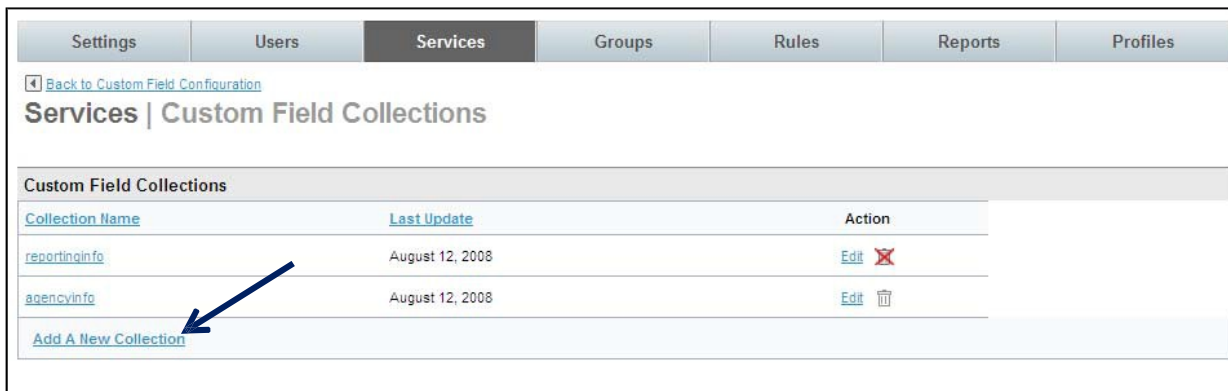 Settings Users Services Groups Rules Reports Profiles
Back to Custom Field Configuration
Services | Custom Field Collections
Custom Field Collections
Collection Name Last Update Action
reportinginfo August 12, 2008 Edit
agencyinfo August 12, 2008 Edit
Add A New Collection